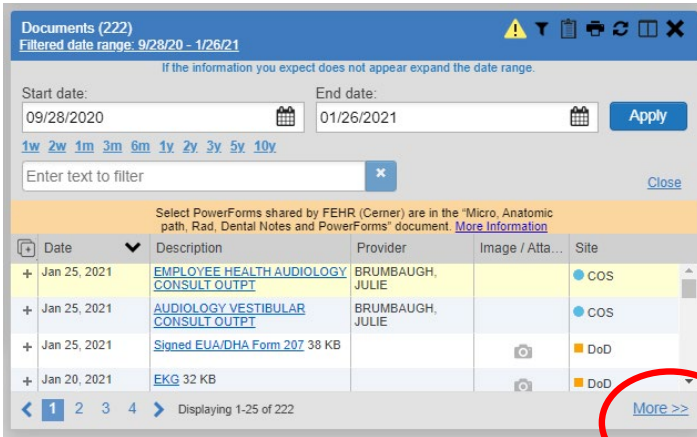 Documents (222)
Filtered date range: 9/28/20 - 1/26/21
If the information you expect does not appear expand the date range.
Start date: End date:
09/28/2020 01/26/2021 Apply
1w 2w 1m 3m 6m 1y 2y 3y 5y 10y
Enter text to filter
Close
Select PowerForms shared by FEHR (Cerner) are in the "Micro, Anatomic
path, Rad, Dental Notes and PowerForms" document. More Information
Date Description Provider Image / Atta... Site
+ Jan 25, 2021 EMPLOYEE HEALTH AUDIOLOGY BRUMBAUGH, COS
CONSULT OUTPT JULIE
+ Jan 25, 2021 AUDIOLOGY VESTIBULAR BRUMBAUGH, COS
CONSULT OUTPT JULIE
+ Jan 25, 2021 Signed EUA/DHA Form 207 38 KB DoD
+ Jan 20, 2021 EKG 32 KB DoD
1 2 3 4 Displaying 1-25 of 222 More >>